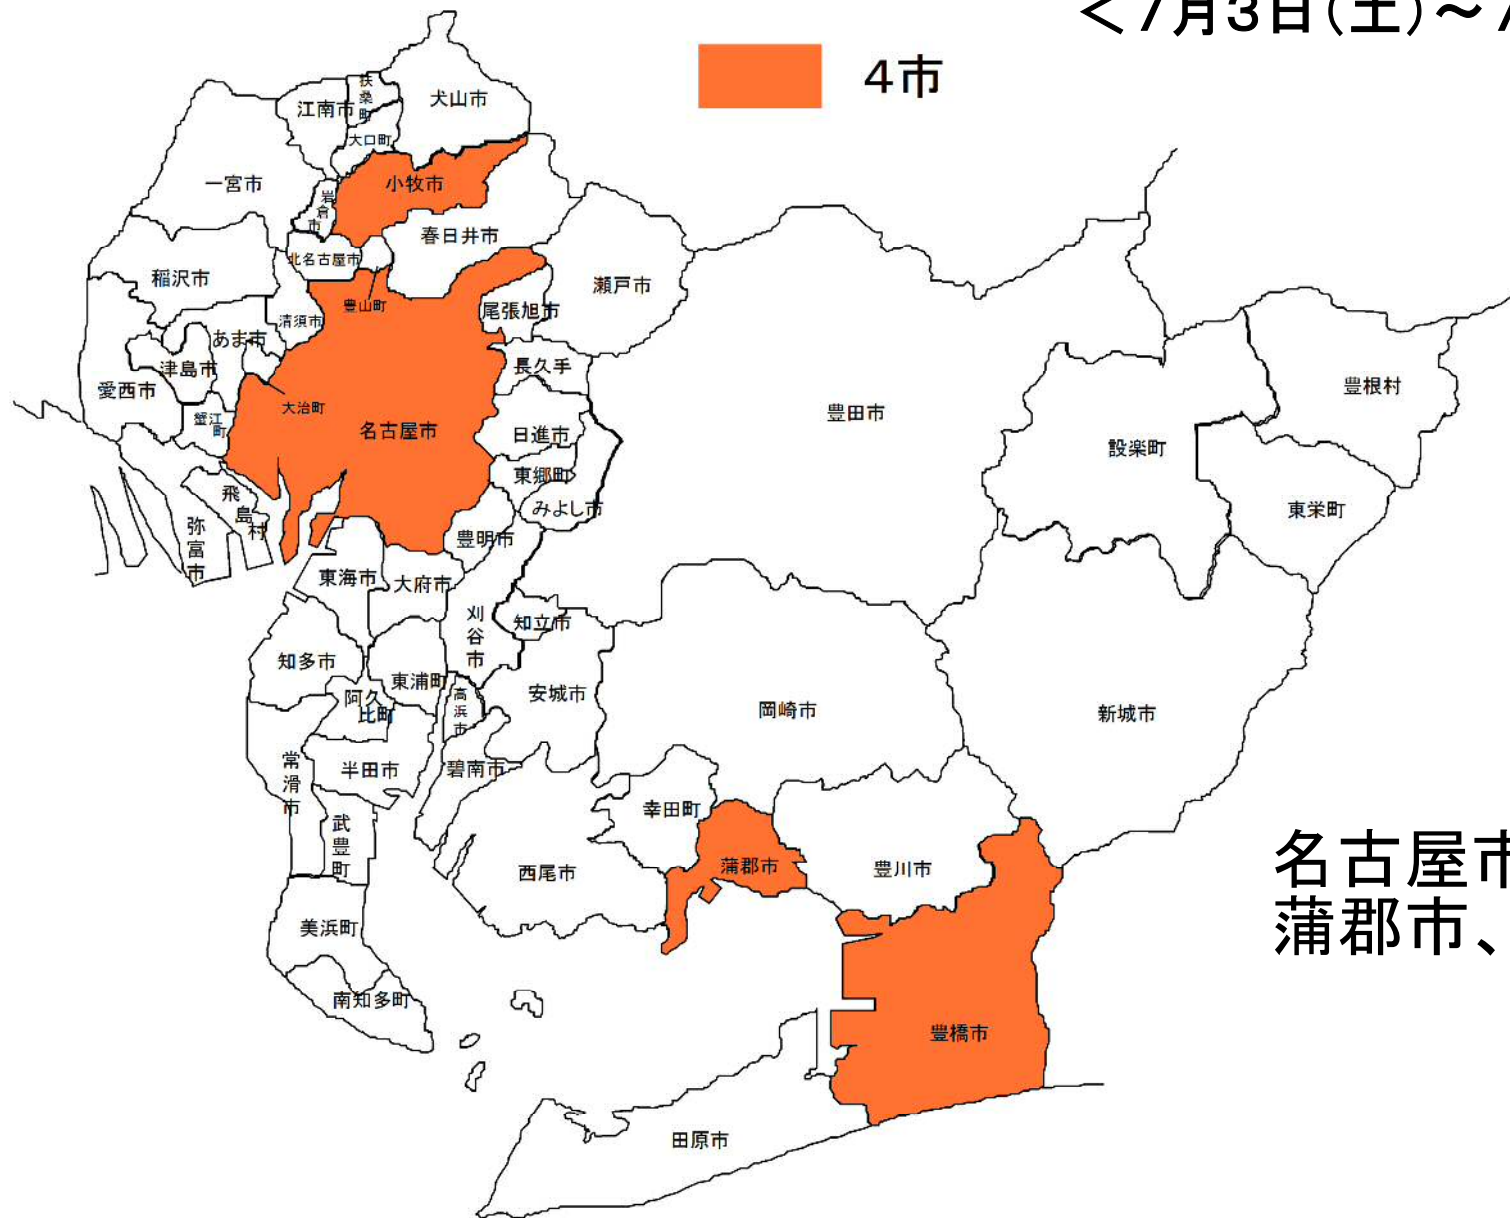 ＜7月3日(土)～7
4市
犬山市
扶桑町
江南市
大口町
一宮市
小牧市
岩倉市
春日井市
北名古屋市
稲沢市
瀬戸市
豊山町
尾張旭市
清須市
あま市
津島市
長久手
愛西市
豊根村
大治町
蟹江町
豊田市
名古屋市
日進市
設楽町
東郷町
飛島村
みよし市
東栄町
弥富市
豊明市
東海市
大府市
刈谷市
知立市
知多市
東浦町
阿久比町
高浜市
安城市
岡崎市
新城市
常滑市
半田市
碧南市
幸田町
武豊町
西尾市
蒲郡市
豊川市
名古屋市
蒲郡市、
美浜町
南知多町
豊橋市
田原市